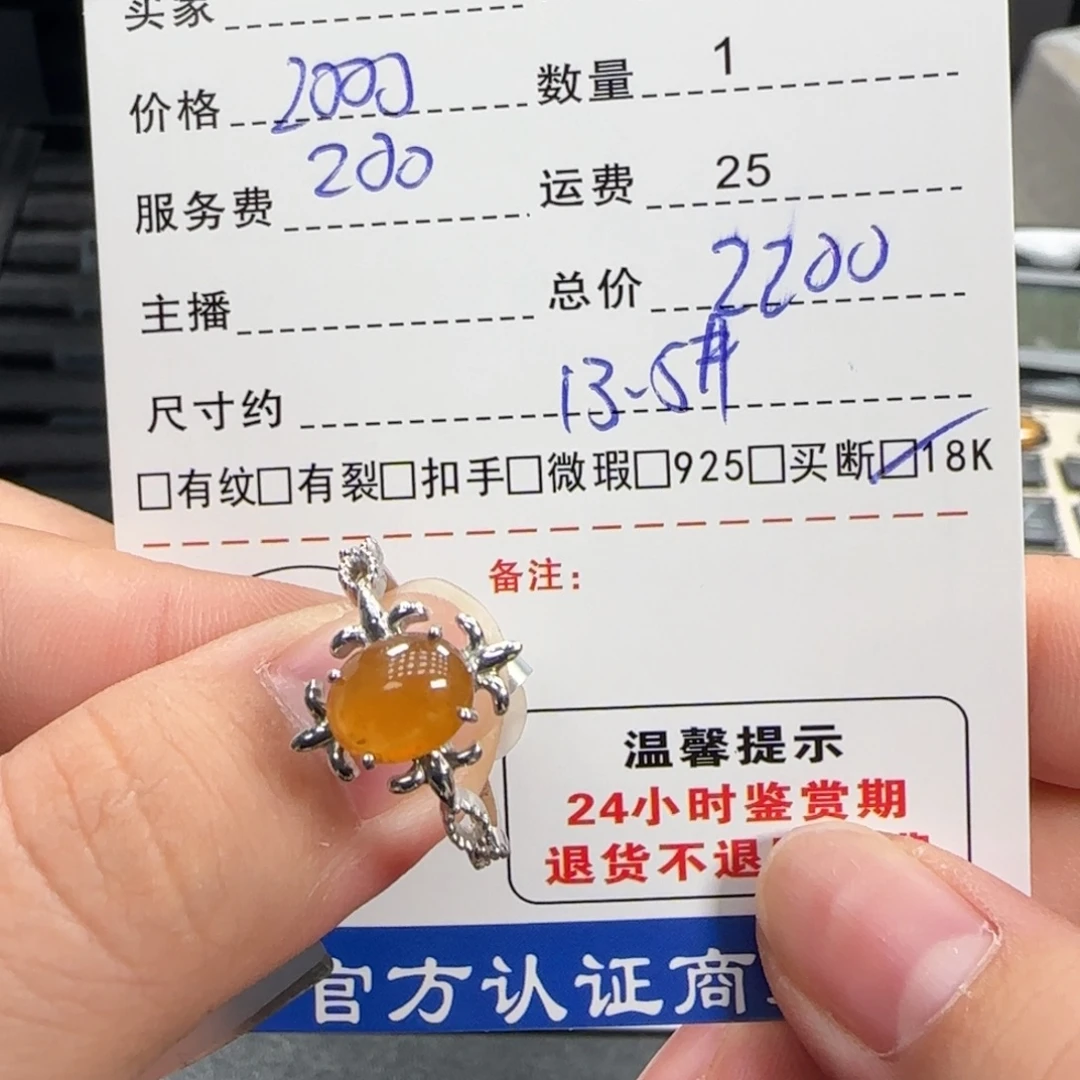 买家
价格 2000 数量 1
服务费 200 运费 25
主播 总价 2200
尺寸约 13-5#
□有纹□有裂□扣手□微瑕□925□买断☑18K
备注：
温馨提示
24小时鉴赏期
退货不退
官方认证商